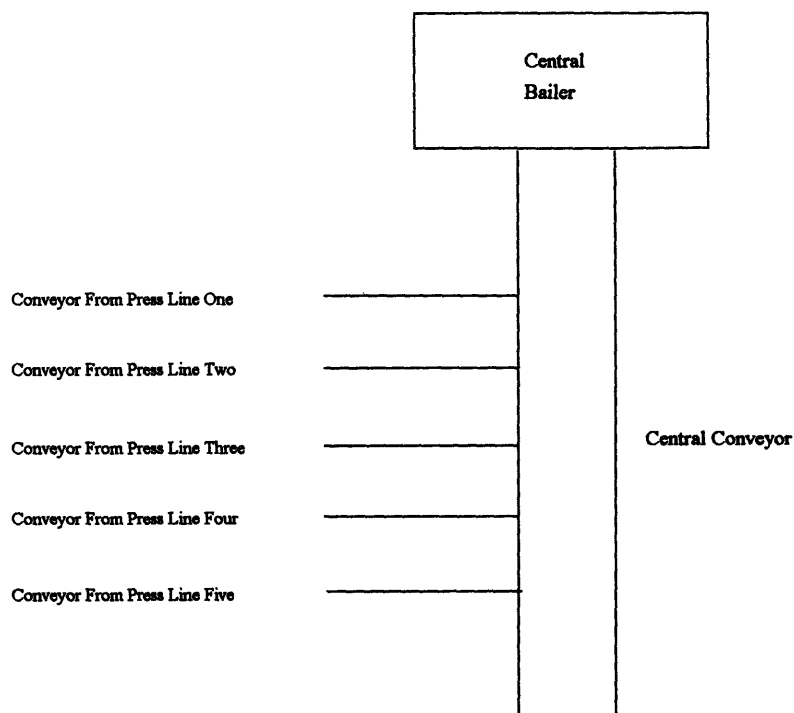 Central
Bailer
Conveyor From Press Line One
Conveyor From Press Line Two
Conveyor From Press Line Three
Central Conveyor
Conveyor From Press Line Four
Conveyor From Press Line Five